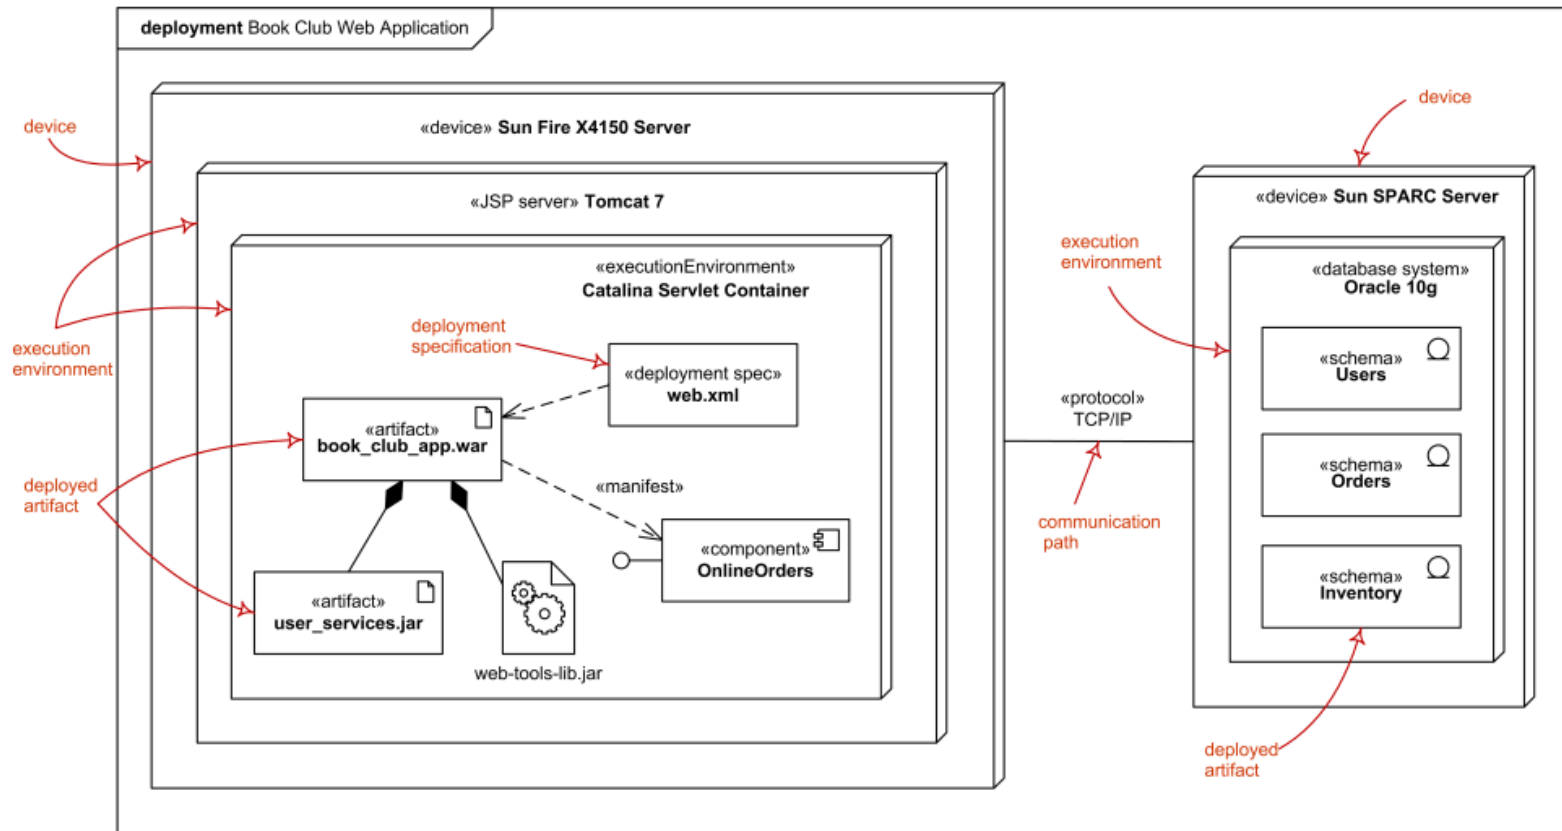 deployment Book Club Web Application
device
«device» Sun Fire X4150 Server
«JSP server» Tomcat 7
«executionEnvironment»
Catalina Servlet Container
execution
environment
deployment
specification
«deployment spec»
web.xml
«artifact»
book_club_app.war
deployed
artifact
«manifest»
«component»
OnlineOrders
«artifact»
user_services.jar
web-tools-lib.jar
«protocol»
TCP/IP
communication
path
device
«device» Sun SPARC Server
execution
environment
«database system»
Oracle 10g
«schema»
Users
«schema»
Orders
«schema»
Inventory
deployed
artifact